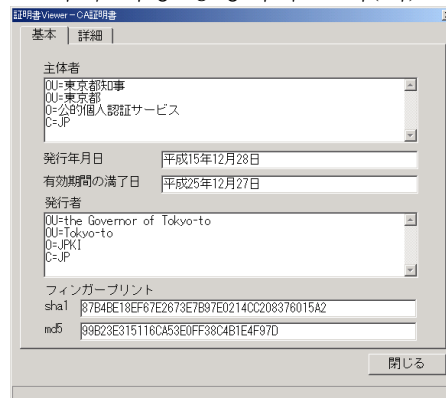 証明書Viewer－CA証明書
基本
詳細
主体者
OU=東京都知事
OU=東京都
O=公的個人認証サービス
C=JP
発行年月日
平成15年12月28日
有効期間の満了日
平成25年12月27日
発行者
OU=the Governor of Tokyo-to
OU=Tokyo-to
O=JPKI
C=JP
フィンガープリント
sha1
87B4BE18EF67E2673E7B97E0214CC208376015A2
md5
99B23E315116CA53E0FF38C4B1E4F97D
閉じる